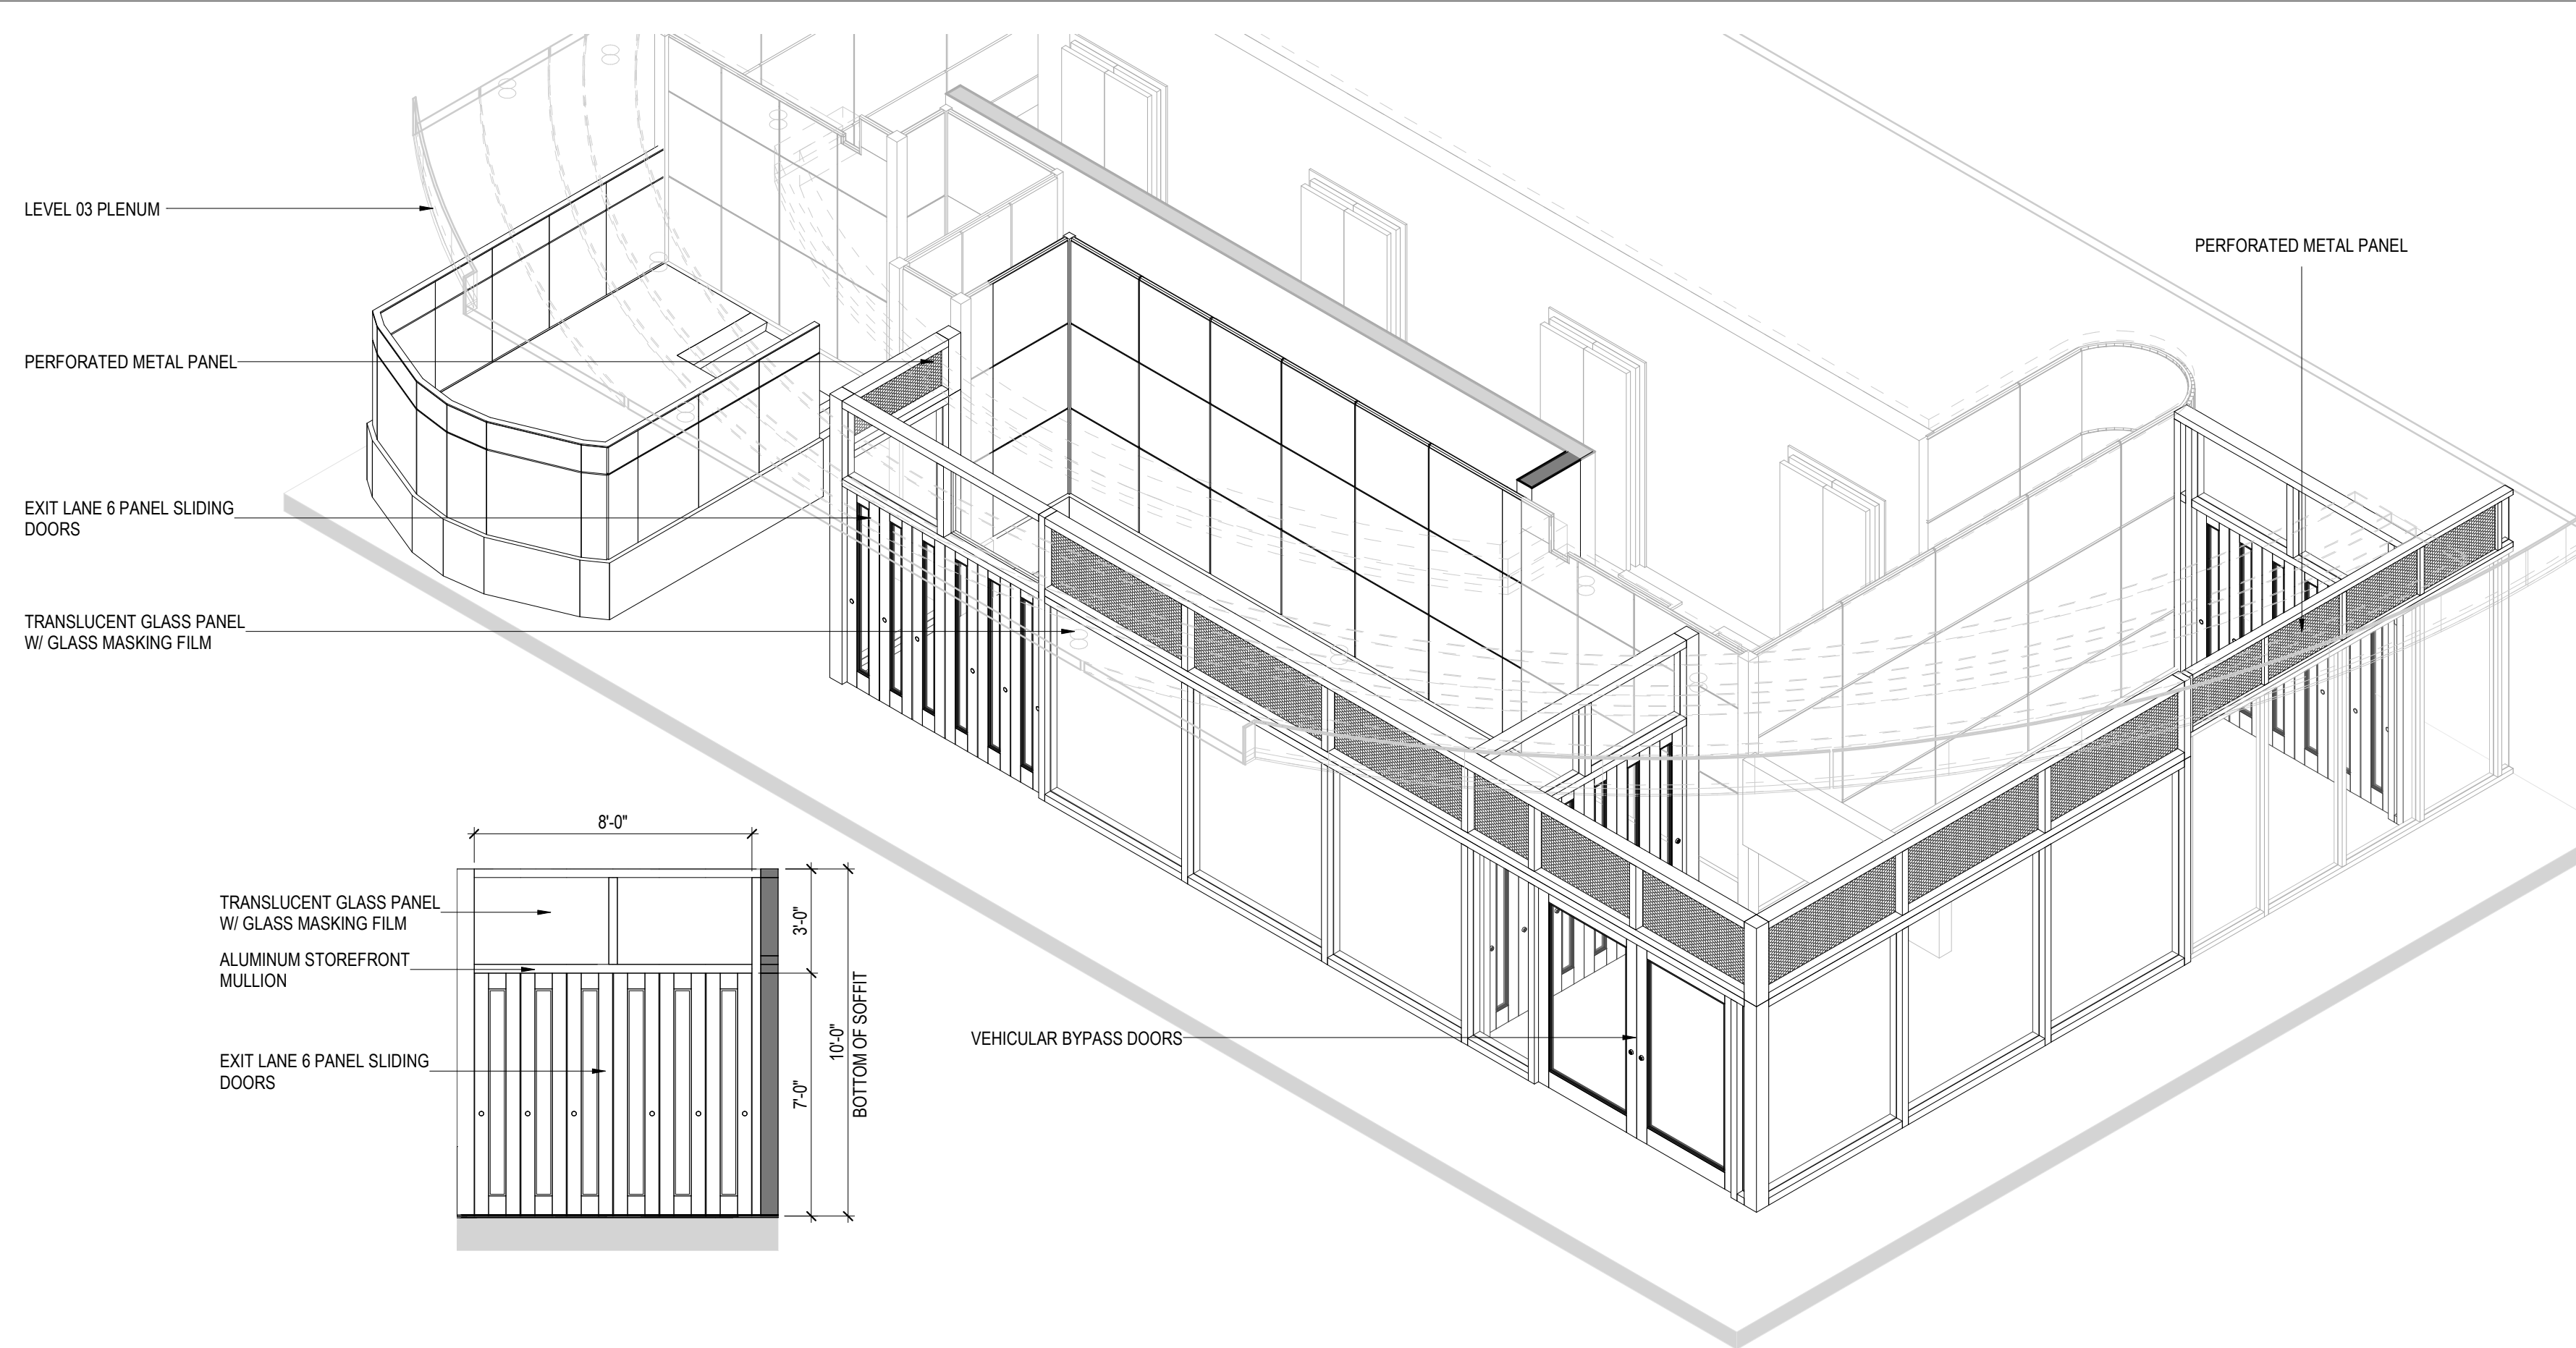 LEVEL 03 PLENUM
PERFORATED METAL PANEL
PERFORATED METAL PANEL
EXIT LANE 6 PANEL SLIDING
DOORS
TRANSLUCENT GLASS PANEL
W/ GLASS MASKING FILM
8'-0"
TRANSLUCENT GLASS PANEL
W/ GLASS MASKING FILM
3'-0"
ALUMINUM STOREFRONT
MULLION
10'-0"
BOTTOM OF SOFFIT
EXIT LANE 6 PANEL SLIDING
DOORS
7'-0"
VEHICULAR BYPASS DOORS